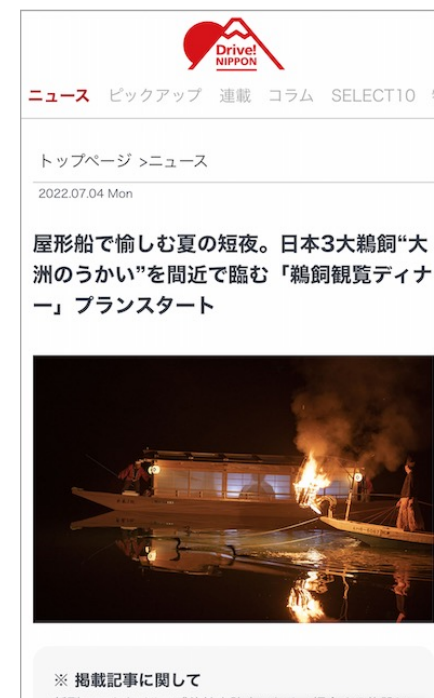 Drive!
NIPPON
ニュース ピックアップ 連載 コラム SELECT10
トップページ >ニュース
2022.07.04 Mon
屋形船で愉しむ夏の短夜。日本3大鵜飼“大
洲のうかい”を間近で臨む「鵜飼観覧ディナ
ー」プランスタート
※ 掲載記事に関して